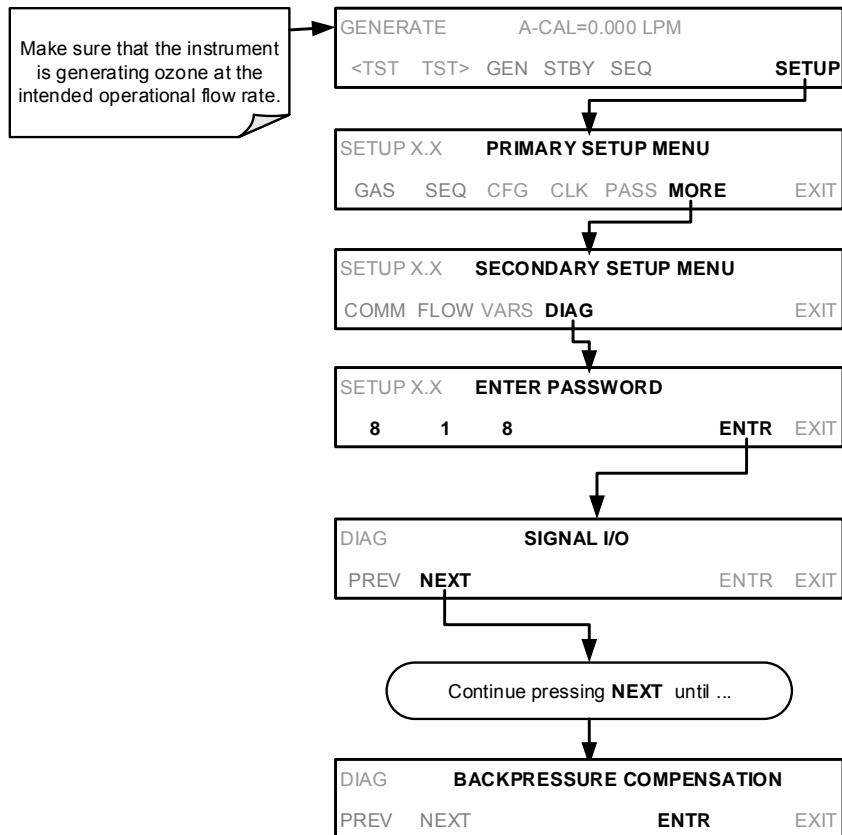 Make sure that the instrument
is generating ozone at the
intended operational flow rate.
GENERATE A-CAL=0.000 LPM
<TST TST> GEN STBY SEQ SETUP
SETUP X.X PRIMARY SETUP MENU
GAS SEQ CFG CLK PASS MORE EXIT
SETUP X.X SECONDARY SETUP MENU
COMM FLOW VARS DIAG EXIT
SETUP X.X ENTER PASSWORD
8 1 8 ENTR EXIT
DIAG SIGNAL I/O
PREV NEXT ENTR EXIT
Continue pressing NEXT until ...
DIAG BACKPRESSURE COMPENSATION
PREV NEXT ENTR EXIT